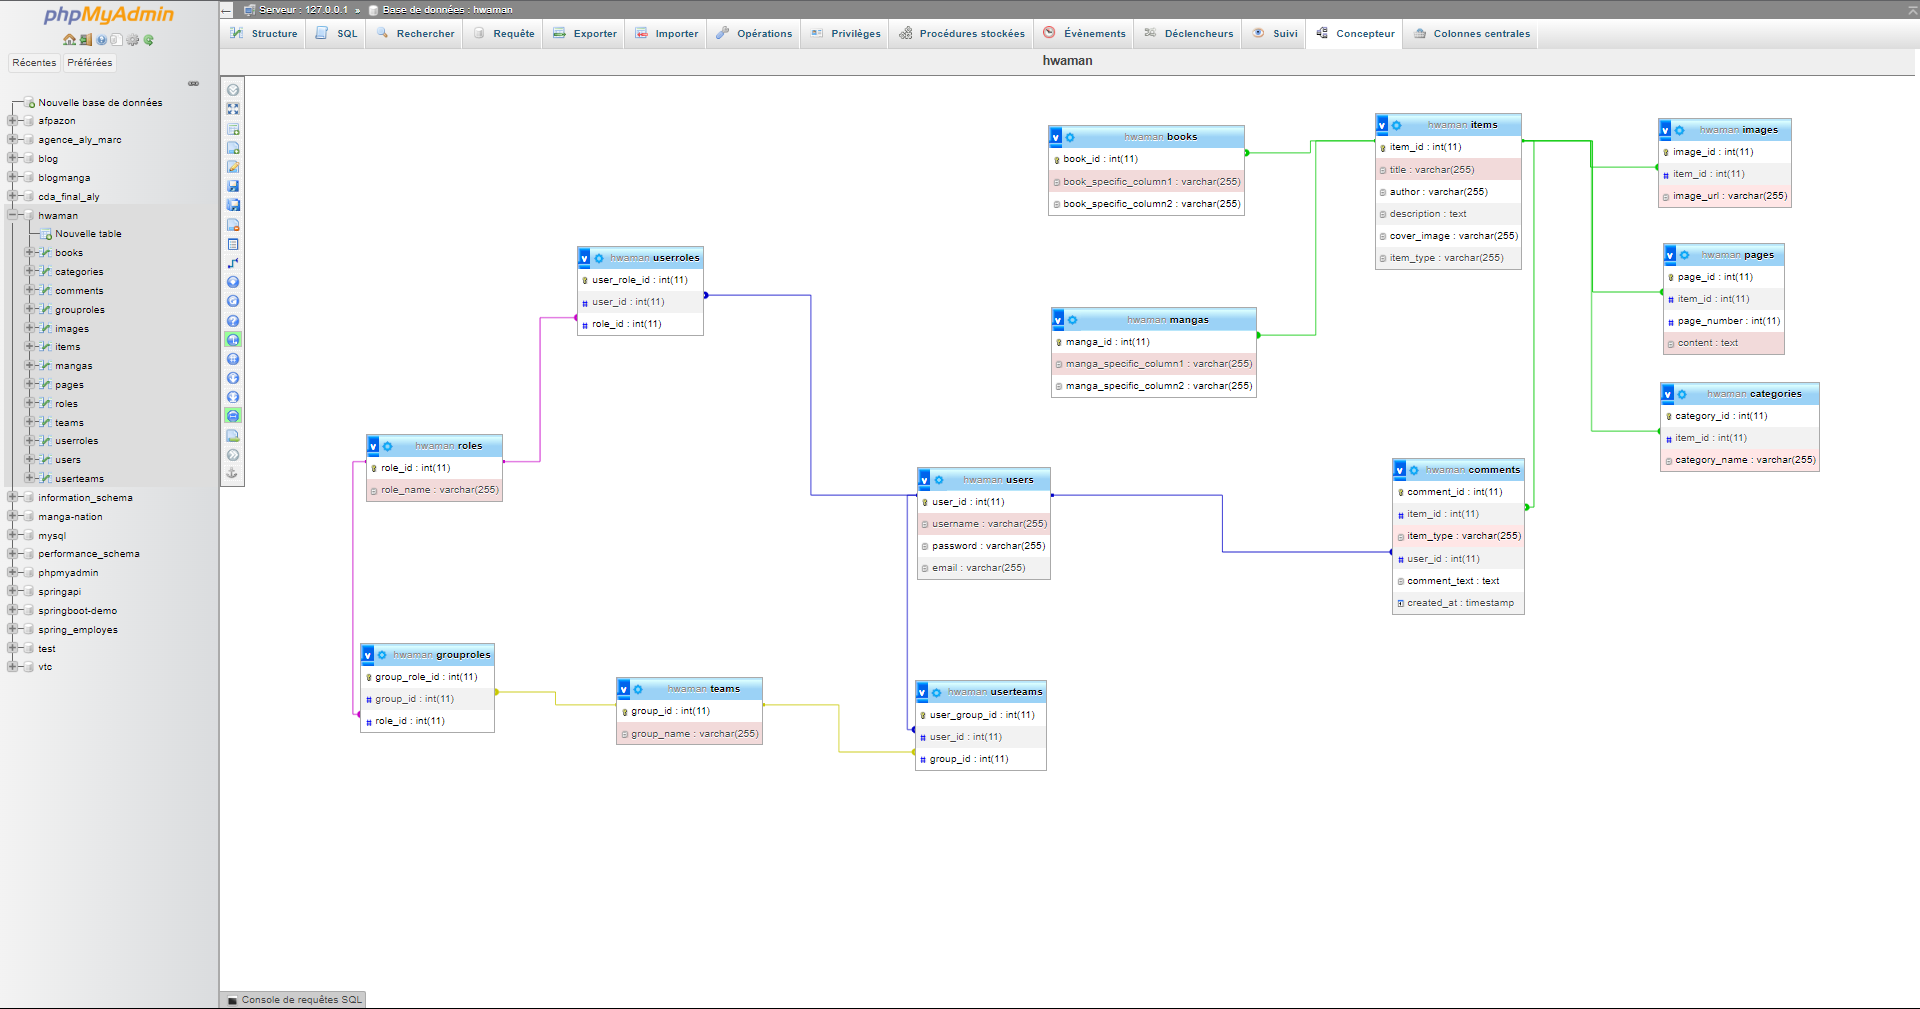 phpMyAdmin
Récentes
Préférées
Nouvelle base de données
afpazon
agence_aly_marc
blog
blogmanga
cda_final_aly
hwaman
Nouvelle table
books
categories
comments
grouproles
images
items
mangas
pages
roles
teams
userroles
users
userteams
information_schema
manga-nation
mysql
performance_schema
phpmyadmin
springapi
springboot-demo
spring_employes
test
vtc
Serveur : 127.0.0.1 » Base de données : hwaman
Structure SQL Rechercher Requête Exporter Importer Opérations Privilèges Procédures stockées Évènements Déclencheurs Suivi Concepteur Colonnes centrales
hwaman
hwaman books
book_id : int(11)
book_specific_column1 : varchar(255)
book_specific_column2 : varchar(255)
hwaman items
item_id : int(11)
title : varchar(255)
author : varchar(255)
description : text
cover_image : varchar(255)
item_type : varchar(255)
hwaman images
image_id : int(11)
item_id : int(11)
image_url : varchar(255)
hwaman userroles
user_role_id : int(11)
user_id : int(11)
role_id : int(11)
hwaman mangas
manga_id : int(11)
manga_specific_column1 : varchar(255)
manga_specific_column2 : varchar(255)
hwaman pages
page_id : int(11)
item_id : int(11)
page_number : int(11)
content : text
hwaman categories
category_id : int(11)
item_id : int(11)
category_name : varchar(255)
hwaman roles
role_id : int(11)
role_name : varchar(255)
hwaman users
user_id : int(11)
username : varchar(255)
password : varchar(255)
email : varchar(255)
hwaman comments
comment_id : int(11)
item_id : int(11)
item_type : varchar(255)
user_id : int(11)
comment_text : text
created_at : timestamp
hwaman grouproles
group_role_id : int(11)
group_id : int(11)
role_id : int(11)
hwaman teams
group_id : int(11)
group_name : varchar(255)
hwaman userteams
user_group_id : int(11)
user_id : int(11)
group_id : int(11)
Console de requêtes SQL